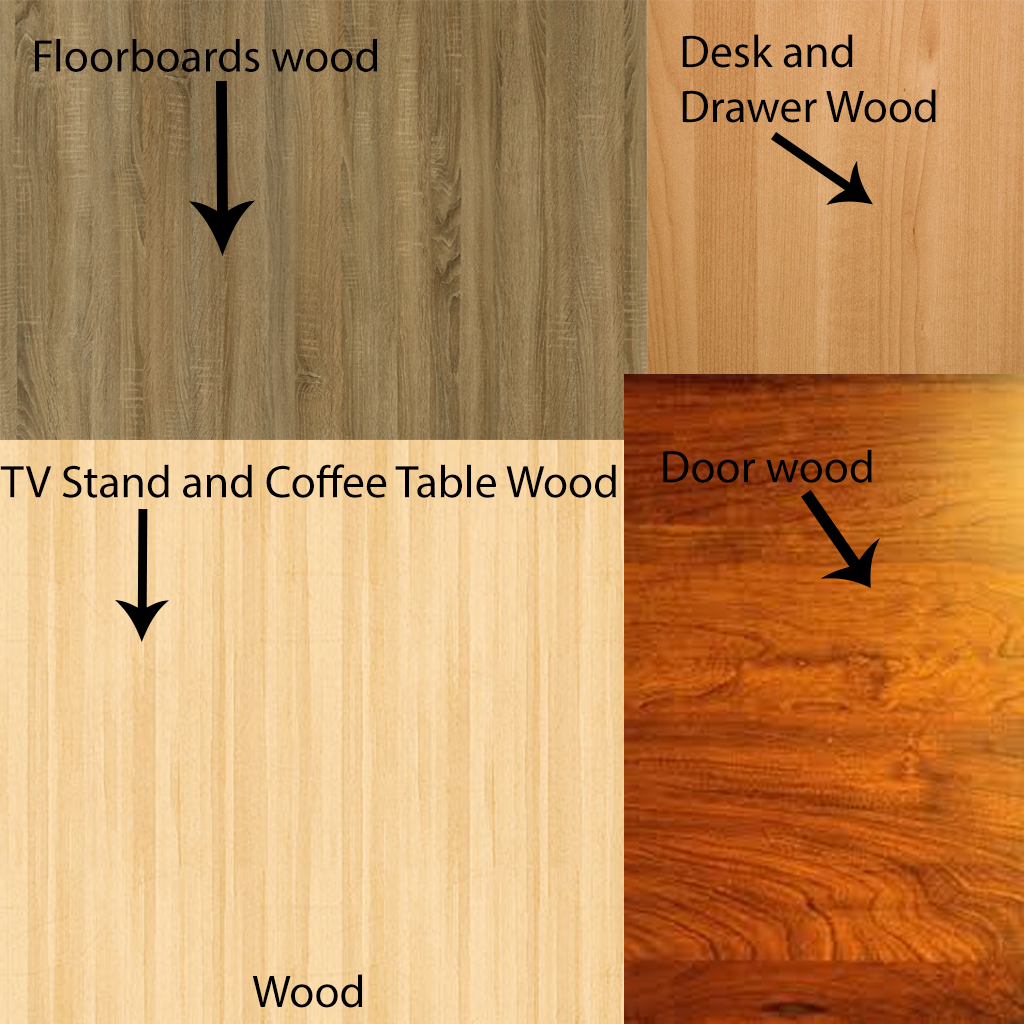 Floorboards wood
Desk and
Drawer Wood
TV Stand and Coffee Table Wood
Door wood
Wood